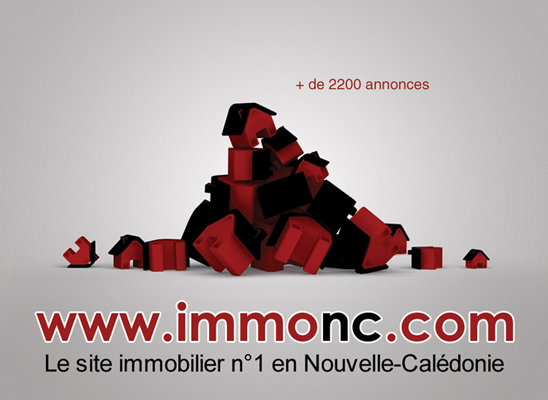 + de 2200 annonces
www.immonc.com
Le site immobilier n°1 en Nouvelle-Calédonie